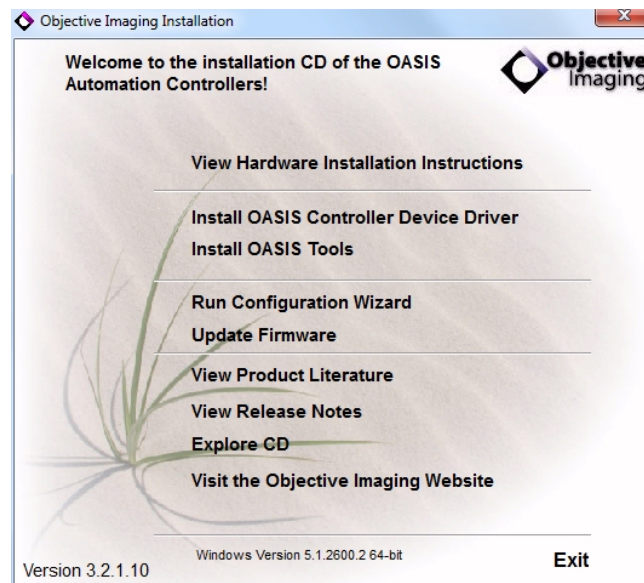 Objective Imaging Installation
Welcome to the installation CD of the OASIS
Automation Controllers!
Objective
Imaging
View Hardware Installation Instructions
Install OASIS Controller Device Driver
Install OASIS Tools
Run Configuration Wizard
Update Firmware
View Product Literature
View Release Notes
Explore CD
Visit the Objective Imaging Website
Windows Version 5.1.2600.2 64-bit
Exit
Version 3.2.1.10